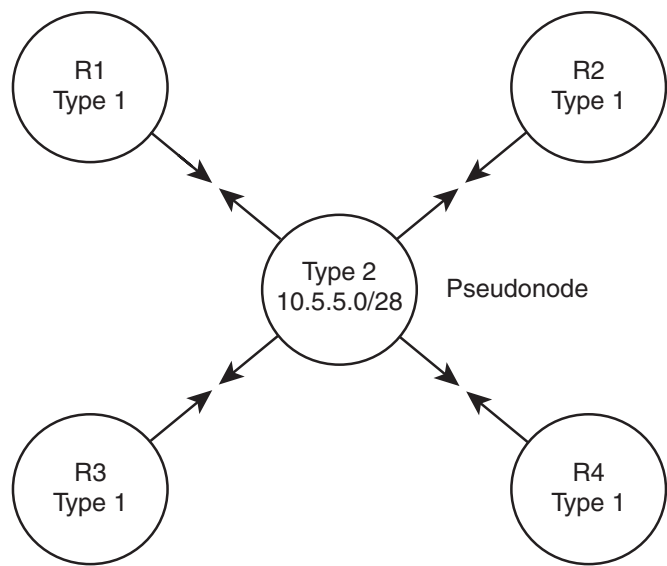 R1
Type 1
R2
Type 1
Type 2
10.5.5.0/28
Pseudonode
R3
Type 1
R4
Type 1